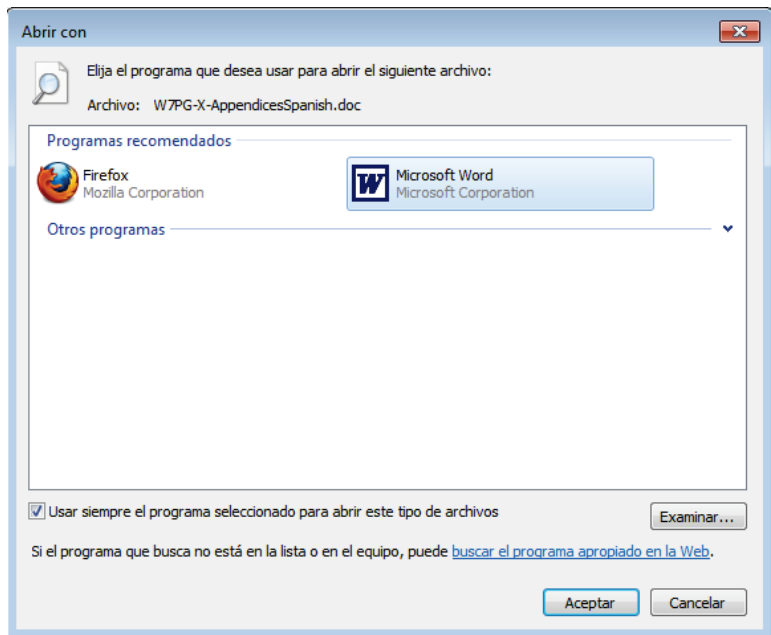 Abrir con
Elija el programa que desea usar para abrir el siguiente archivo:
Archivo: W7PG-X-AppendicesSpanish.doc
Programas recomendados
Firefox
Mozilla Corporation
W
Microsoft Word
Microsoft Corporation
Otros programas
Usar siempre el programa seleccionado para abrir este tipo de archivos
Examinar...
Si el programa que busca no está en la lista o en el equipo, puede buscar el programa apropiado en la Web.
Aceptar
Cancelar